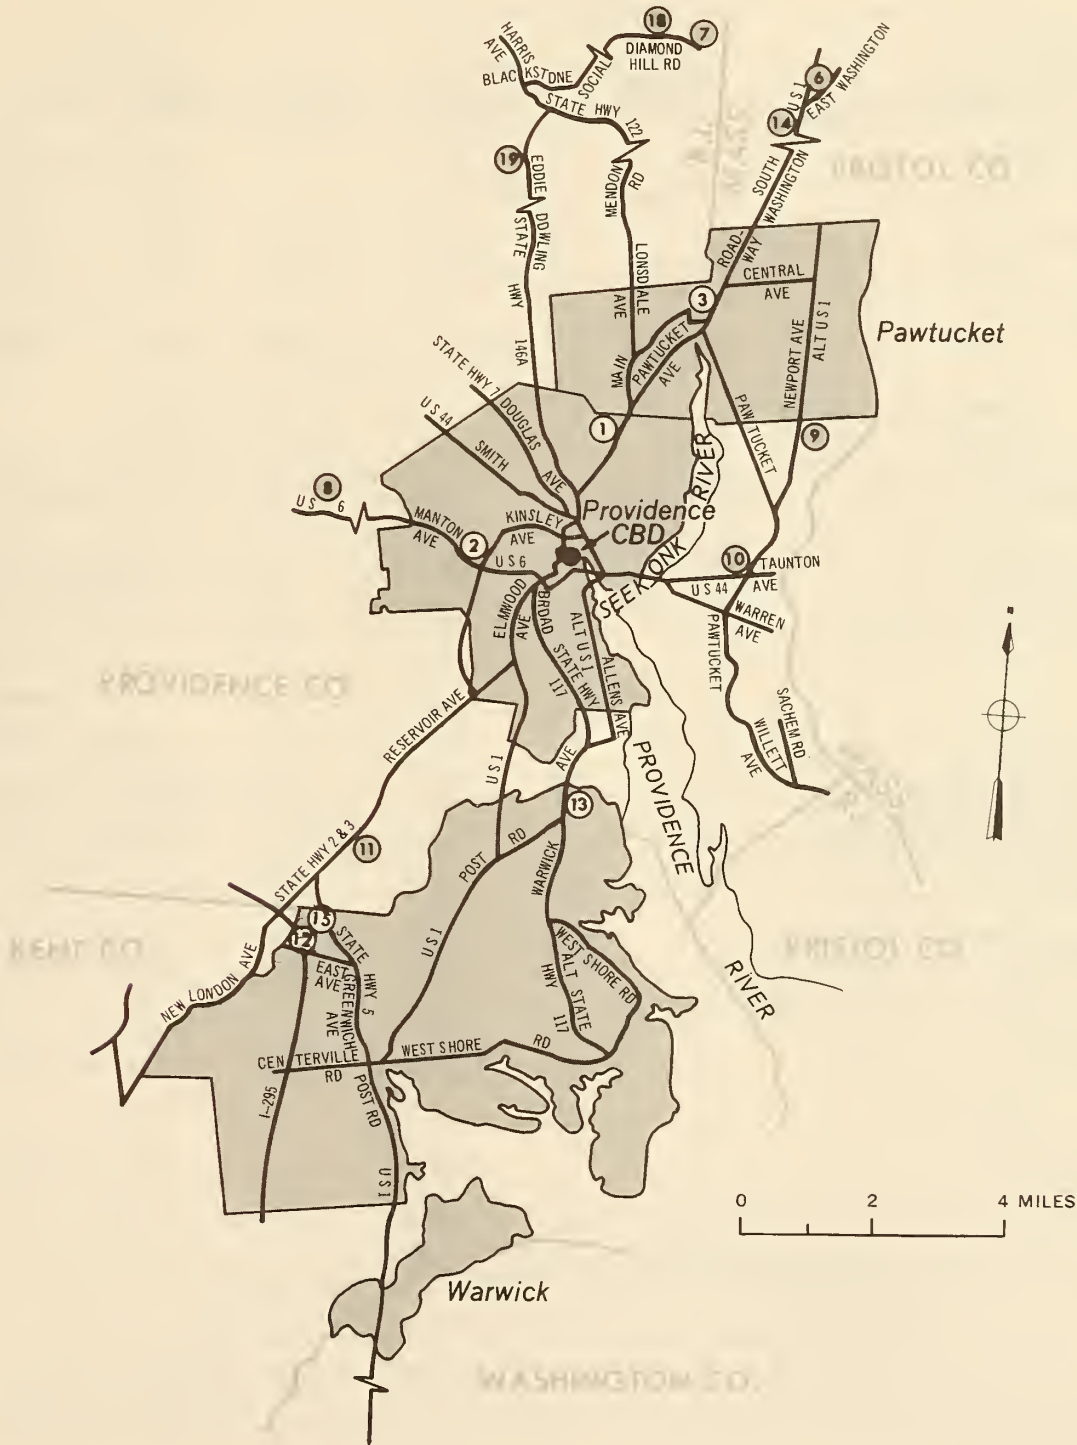 18
7
HARRIS
AVE
DIAMOND
HILL RD
BLACKSTONE
SOCIAL
STATE HWY
122
6
US 1
EAST WASHINGTON
14
R.I.
MASS
19
EDDIE
DOWLING
STATE
HWY
146A
MENDON
RD
SOUTH
WASHINGTON
BRISTOL CO
LONSDALE
AVE
ROAD-
WAY
3
CENTRAL
AVE
Pawtucket
NEWPORT AVE
ALT US 1
MAIN
PAWTUCKET
AVE
STATE HWY 7
DOUGLAS
AVE
US 44
SMITH
1
PAWTUCKET
9
8
US 6
MANTON
AVE
2
KINSLEY
AVE
Providence
CBD
US 6
SEEKONK RIVER
10
TAUNTON
AVE
US 44
WARREN
AVE
PAWTUCKET
ELMWOOD
AVE
BROAD
STATE HWY
117
ALT US 1
ALLENS AVE
PROVIDENCE CO
RESERVOIR AVE
SACHEM RD
WILLETT
AVE
US 1
AVE
PROVIDENCE
13
STATE HWY 2 & 3
11
POST
RD
WARWICK
15
12
KENT CO
NEW LONDON AVE
STATE HWY 5
EAST
AVE
GREENWICH
AVE
US 1
WEST SHORE RD
ALT STATE
HWY
117
BRISTOL CO
RIVER
CENTERVILLE
RD
WEST SHORE
RD
I-295
POST RD
US 1
0 2 4 MILES
Warwick
WASHINGTON CO.